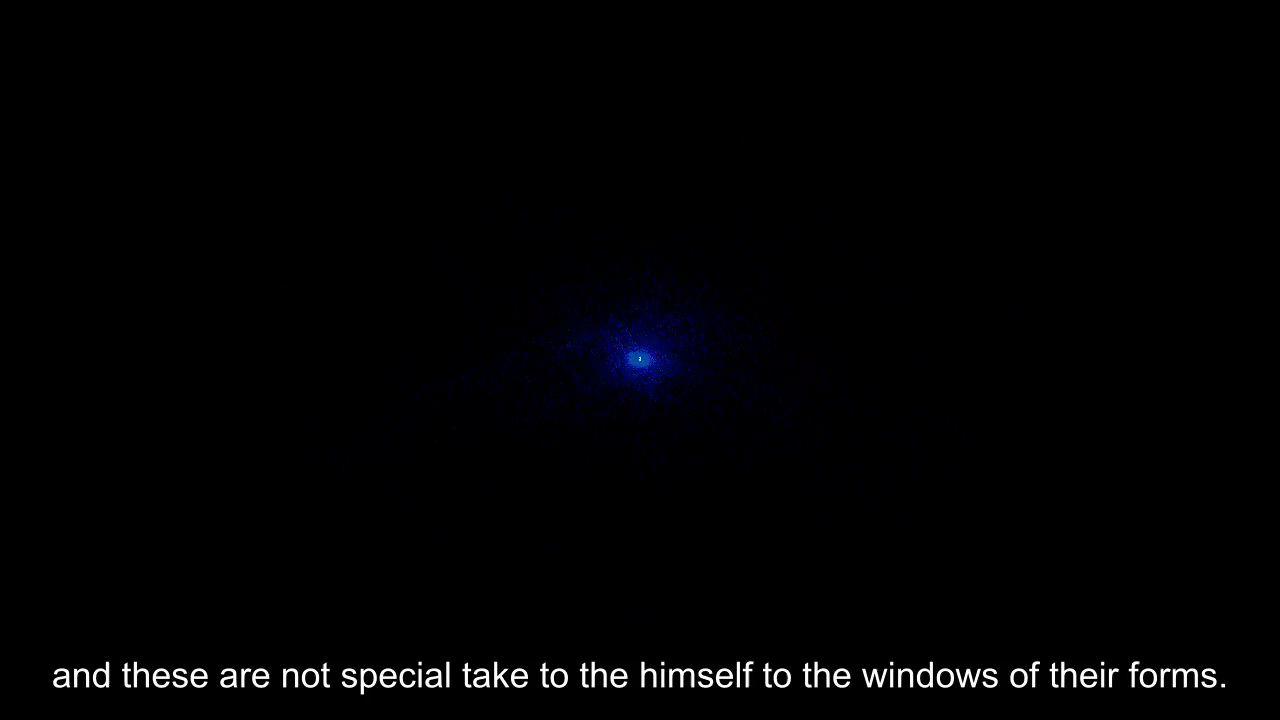 and these are not special take to the himself to the windows of their forms.